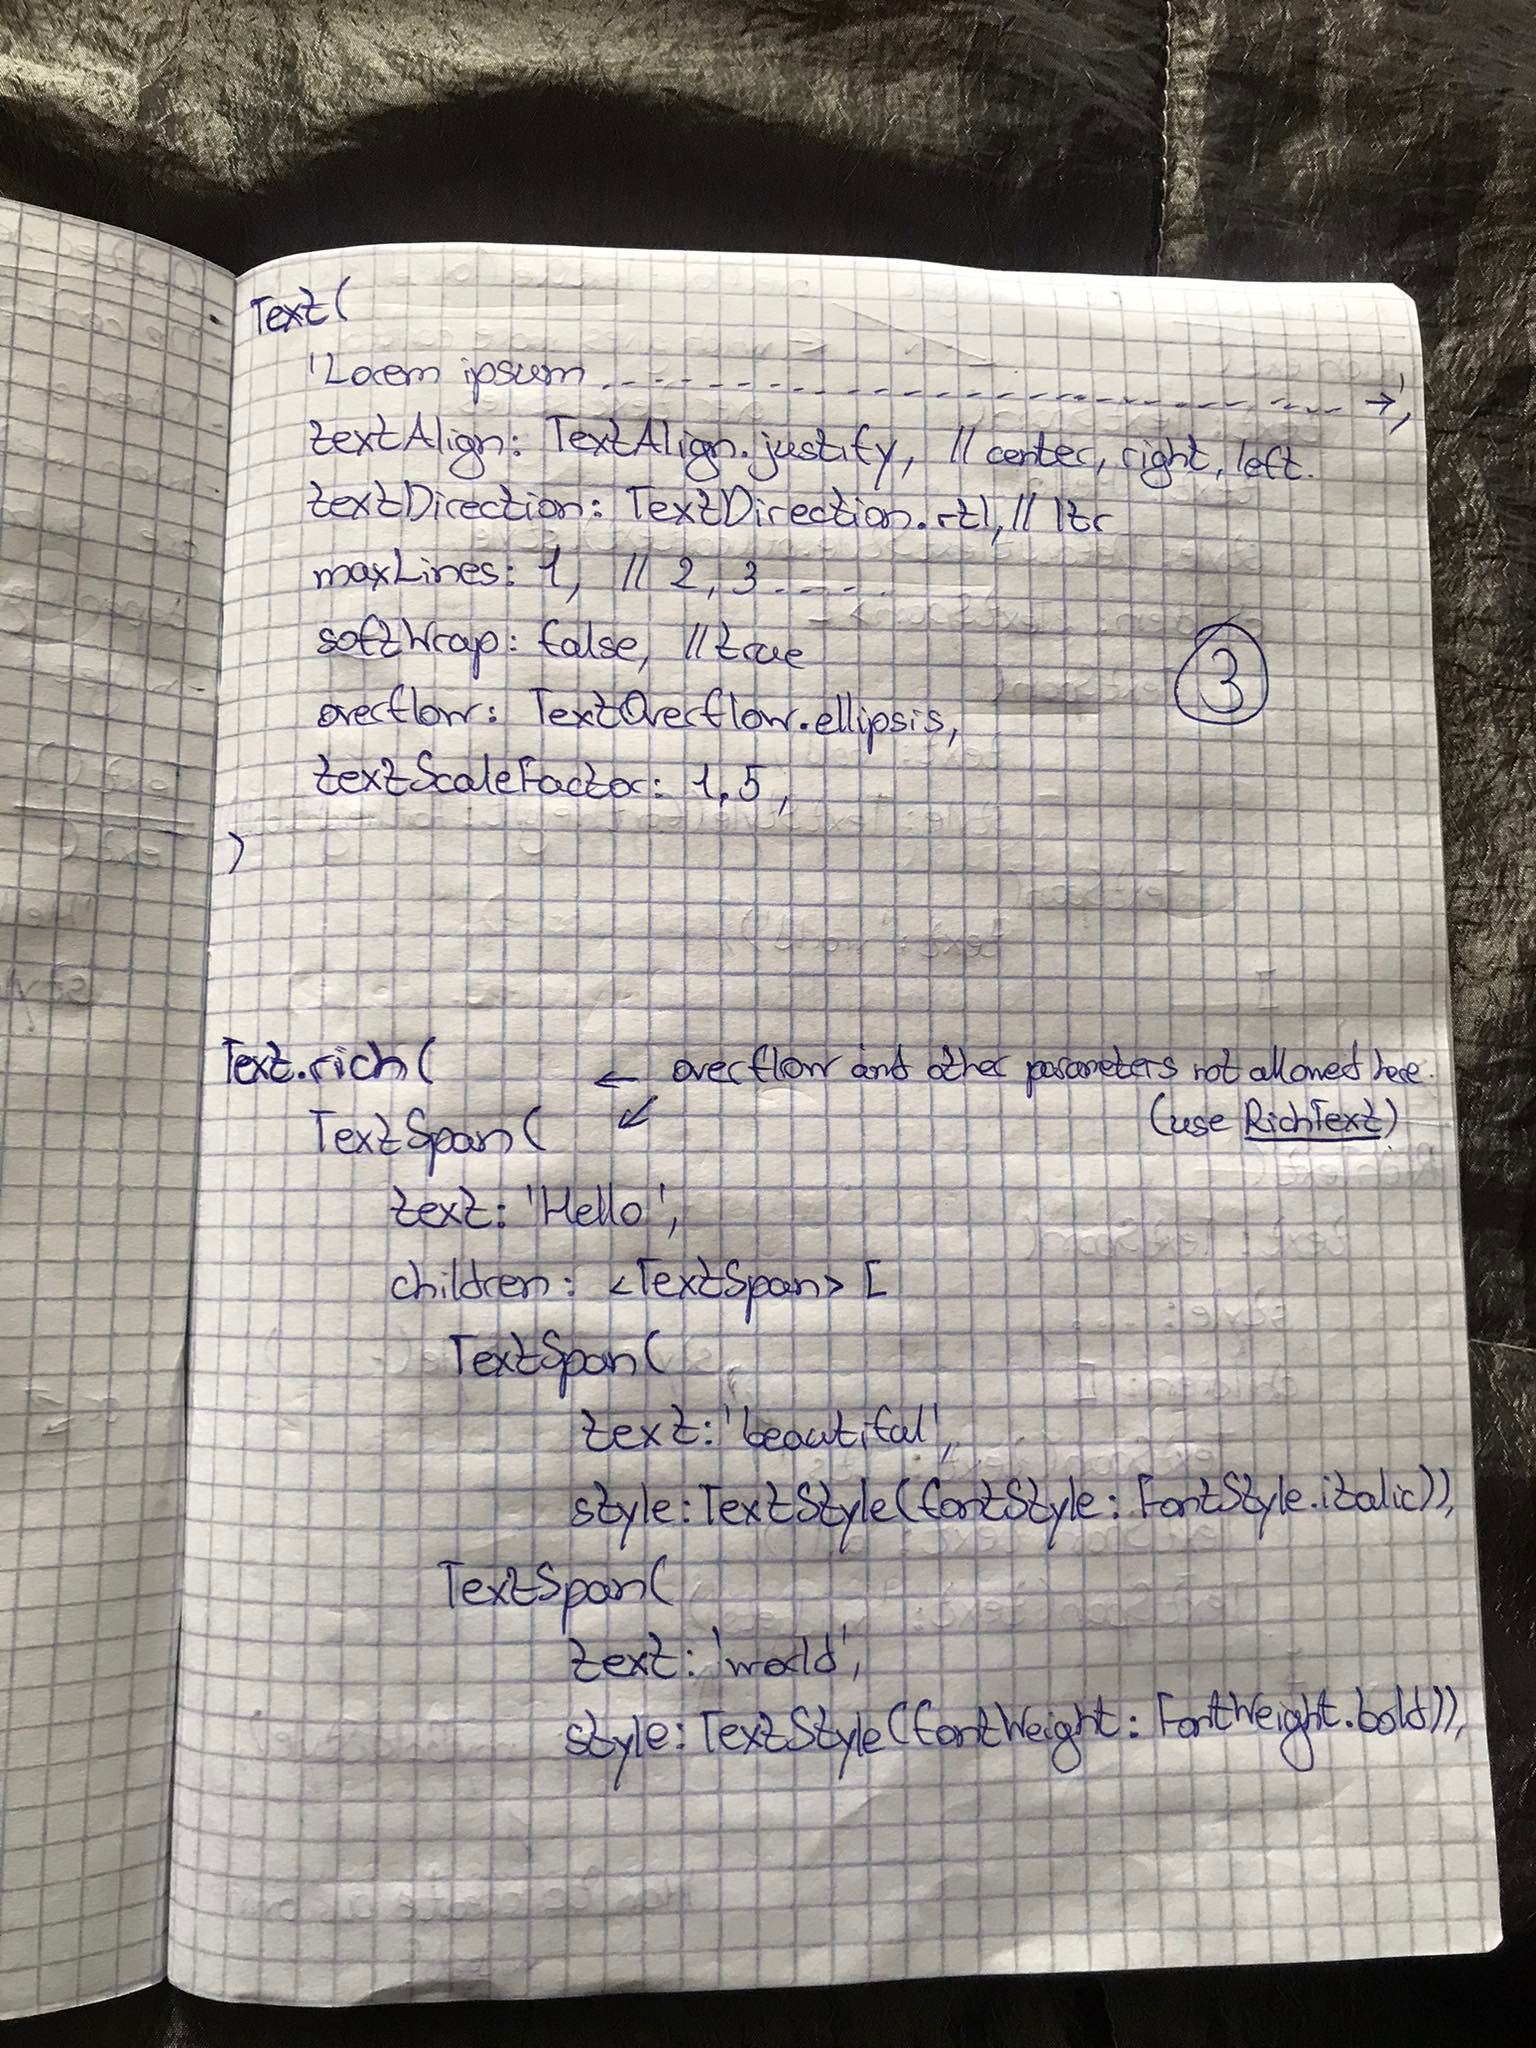 Text(
'Lorem ipsum ------------------------→',
textAlign: TextAlign.justify, // center, right, left.
textDirection: TextDirection.rtl, // ltr
maxLines: 1, // 2, 3 -----
softWrap: false, // true
③
overflow: TextOverflow.ellipsis,
textScaleFactor: 1.5,
)
Text.rich( ← overflow and other parameters not allowed here.
TextSpan( ↙ (use RichText)
text: 'Hello',
children: <TextSpan> [
TextSpan(
text: 'beautiful',
style: TextStyle(fontStyle: FontStyle.italic)),
TextSpan(
text: 'world',
style: TextStyle(fontWeight: FontWeight.bold)),